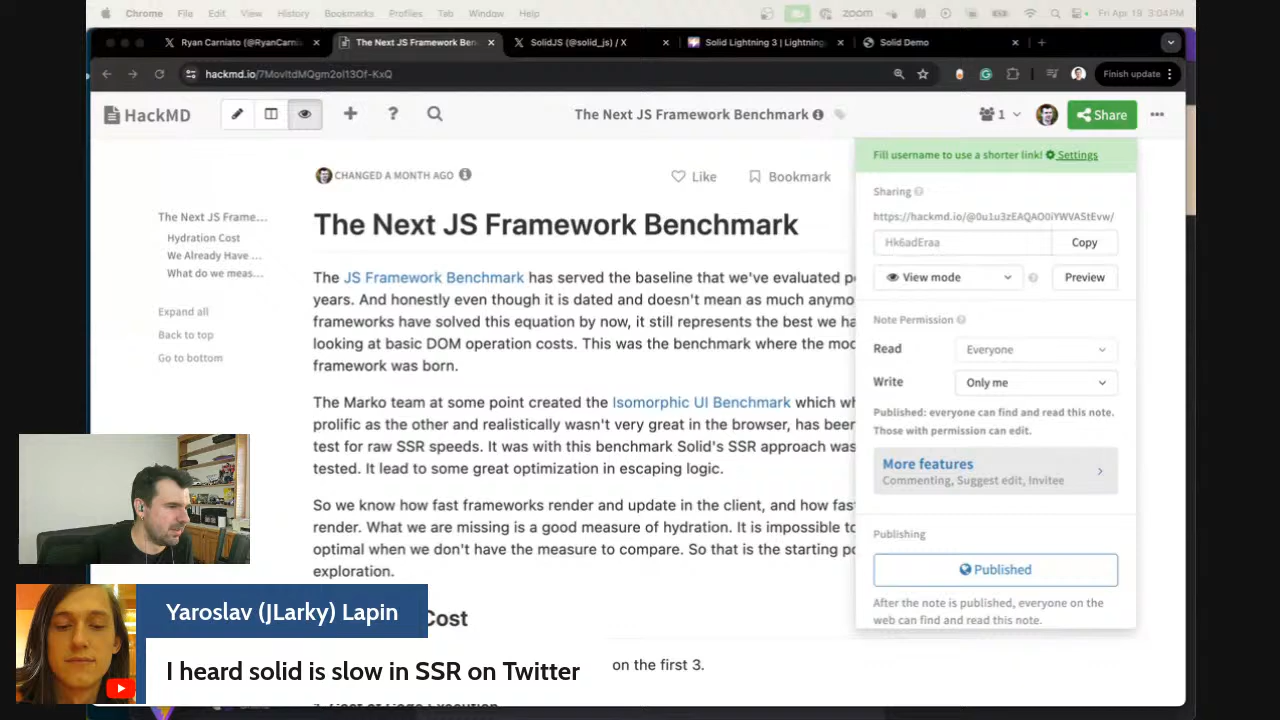 Chrome File Edit View History Bookmarks Profiles Tab Window Help
zoom
Fri Apr 19 3:04 PM
Ryan Carniato (@RyanCarni
The Next JS Framework Ben
SolidJS (@solid_js) / X
Solid Lightning 3 | Lightning
Solid Demo
hackmd.io/7MovltdMQgm2oI13Of-KxQ
Finish update
HackMD
The Next JS Framework Benchmark
1
Share
Fill username to use a shorter link! Settings
CHANGED A MONTH AGO
Like
Bookmark
The Next JS Frame...
Hydration Cost
We Already Have ...
What do we meas...
Expand all
Back to top
Go to bottom
The Next JS Framework Benchmark
The JS Framework Benchmark has served the baseline that we've evaluated
years. And honestly even though it is dated and doesn't mean as much anymo
frameworks have solved this equation by now, it still represents the best we ha
looking at basic DOM operation costs. This was the benchmark where the mod
framework was born.
The Marko team at some point created the Isomorphic UI Benchmark which wh
prolific as the other and realistically wasn't very great in the browser, has been
test for raw SSR speeds. It was with this benchmark Solid's SSR approach was
tested. It lead to some great optimization in escaping logic.
So we know how fast frameworks render and update in the client, and how fast
render. What we are missing is a good measure of hydration. It is impossible to
optimal when we don't have the measure to compare. So that is the starting po
exploration.
Cost
on the first 3.
Sharing
https://hackmd.io/@0u1u3zEAQAO0iYWVAStEvw/
Hk6adEraa
Copy
View mode
Preview
Note Permission
Read
Everyone
Write
Only me
Published: everyone can find and read this note.
Those with permission can edit.
More features
Commenting, Suggest edit, Invitee
Publishing
Published
After the note is published, everyone on the
web can find and read this note.
Yaroslav (JLarky) Lapin
I heard solid is slow in SSR on Twitter